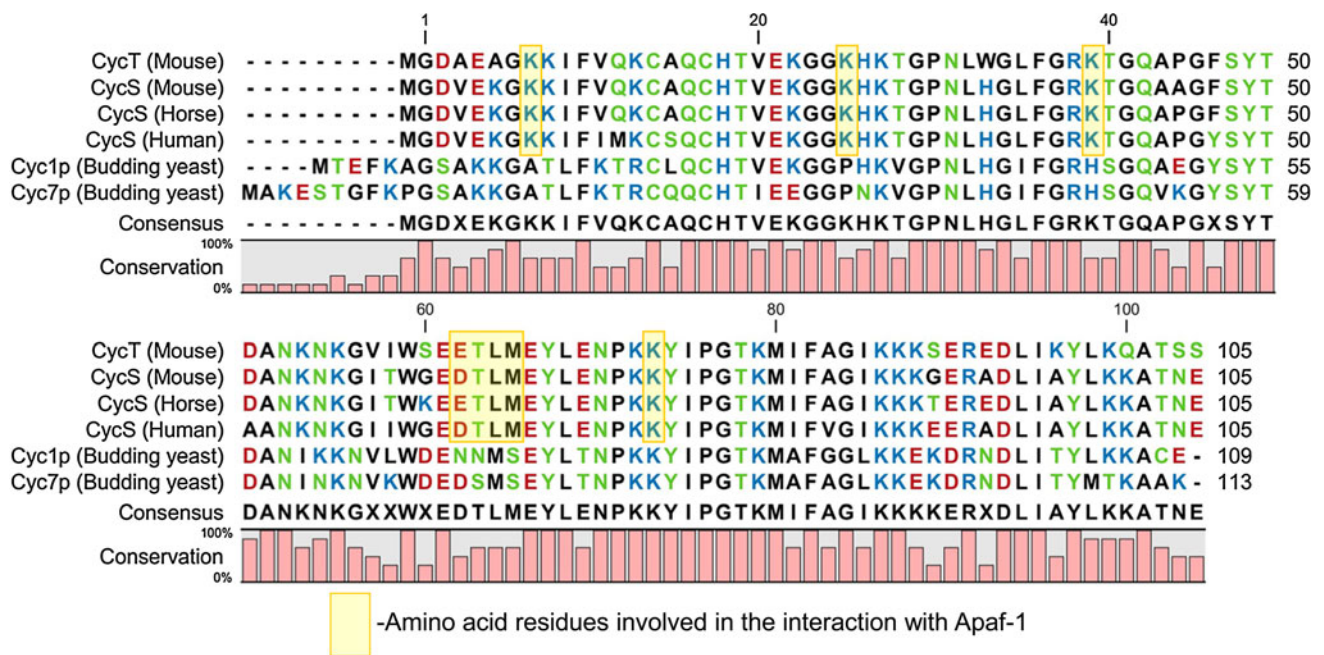 1 20 40
CycT (Mouse) ---------MGDAEAGKKIFVQKCAQCHTVEKGGKHKTGPNLWGLFGRKTGQAPGFSYT 50
CycS (Mouse) ---------MGDVEKGKKIFVQKCAQCHTVEKGGKHKTGPNLHGLFGRKTGQAAGFSYT 50
CycS (Horse) ---------MGDVEKGKKIFVQKCAQCHTVEKGGKHKTGPNLHGLFGRKTGQAPGFSYT 50
CycS (Human) ---------MGDVEKGKKIFIMKCSQCHTVEKGGKHKTGPNLHGLFGRKTGQAPGYSYT 50
Cyc1p (Budding yeast) ----MTEFKAGSAKKGATLFKTRCLQCHTVEKGGPHKVGPNLHGIFGRHSGQAEGYSYT 55
Cyc7p (Budding yeast) MAKESTGFKPGSAKKGATLFKTRCQQCHTIEEGGPNKVGPNLHGIFGRHSGQVKGYSYT 59
Consensus ---------MGDXEKGKKIFVQKCAQCHTVEKGGKHKTGPNLHGLFGRKTGQAPGXSYT
100%
Conservation
0%
60 80 100
CycT (Mouse) DANKNKGVIWSEETLMEYLENPKKYIPGTKMIFAGIKKKSEREDLIKYLKQATSS 105
CycS (Mouse) DANKNKGITWGEDTLMEYLENPKKYIPGTKMIFAGIKKKGERADLIAYLKKATNE 105
CycS (Horse) DANKNKGITWKEETLMEYLENPKKYIPGTKMIFAGIKKKTEREDLIAYLKKATNE 105
CycS (Human) AANKNKGIIWGEDTLMEYLENPKKYIPGTKMIFVGIKKKEERADLIAYLKKATNE 105
Cyc1p (Budding yeast) DANIKKNVLWDENNMSEYLTNPKKYIPGTKMAFGGLKKEKDRNDLITYLKKACE- 109
Cyc7p (Budding yeast) DANINKNVKWDEDSMSEYLTNPKKYIPGTKMAFAGLKKEKDRNDLITYMTKAAK- 113
Consensus DANKNKGXXWXEDTLMEYLENPKKYIPGTKMIFAGIKKKKERXDLIAYLKKATNE
100%
Conservation
0%
-Amino acid residues involved in the interaction with Apaf-1